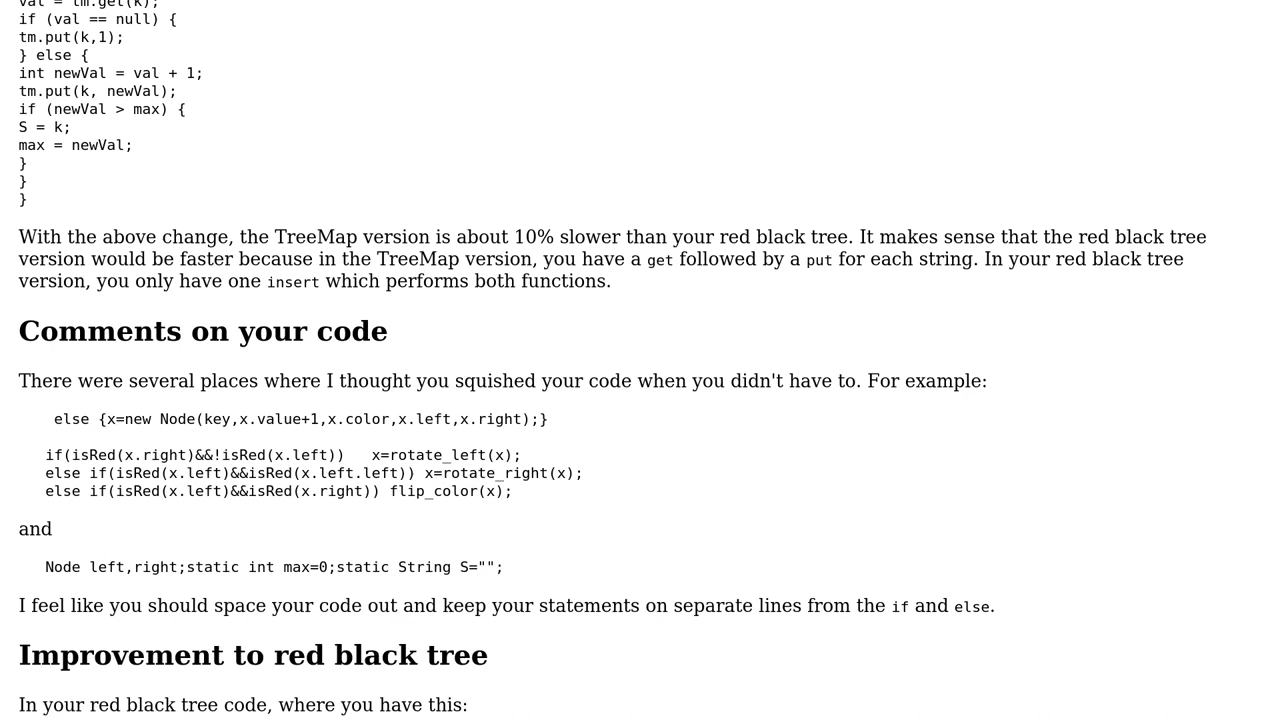 val = tm.get(k);
if (val == null) {
tm.put(k,1);
} else {
int newVal = val + 1;
tm.put(k, newVal);
if (newVal > max) {
S = k;
max = newVal;
}
}
}
With the above change, the TreeMap version is about 10% slower than your red black tree. It makes sense that the red black tree
version would be faster because in the TreeMap version, you have a get followed by a put for each string. In your red black tree
version, you only have one insert which performs both functions.
Comments on your code
There were several places where I thought you squished your code when you didn't have to. For example:
else {x=new Node(key,x.value+1,x.color,x.left,x.right);}
if(isRed(x.right)&&!isRed(x.left))   x=rotate_left(x);
else if(isRed(x.left)&&isRed(x.left.left)) x=rotate_right(x);
else if(isRed(x.left)&&isRed(x.right)) flip_color(x);
and
Node left,right;static int max=0;static String S="";
I feel like you should space your code out and keep your statements on separate lines from the if and else.
Improvement to red black tree
In your red black tree code, where you have this: